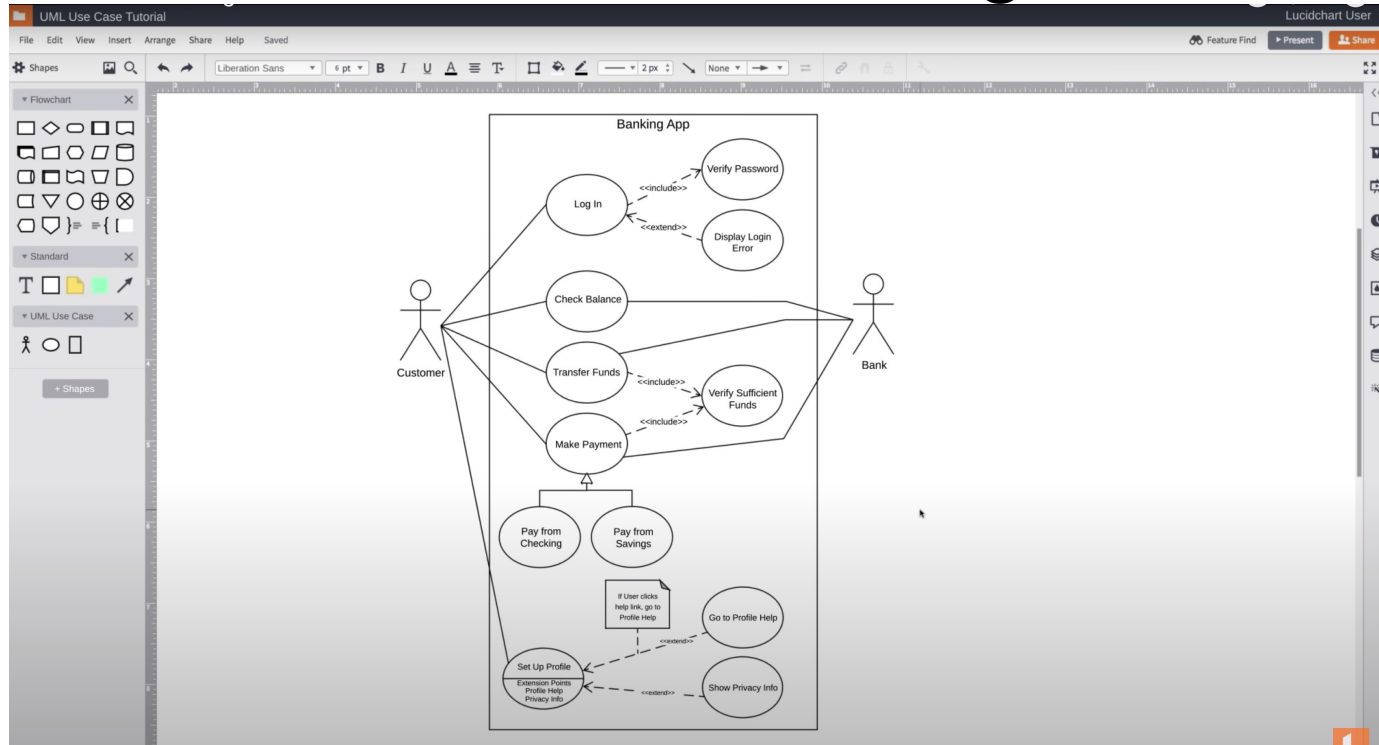 UML Use Case Tutorial
Lucidchart User
File Edit View Insert Arrange Share Help Saved
Feature Find
Present
Share
Shapes
Liberation Sans
6 pt
B I U A T
2 px
None
Flowchart
Standard
T
UML Use Case
+ Shapes
Banking App
Verify Password
<<include>>
Log In
<<extend>>
Display Login
Error
Check Balance
Customer
Bank
Transfer Funds
<<include>>
Verify Sufficient
Funds
<<include>>
Make Payment
Pay from
Checking
Pay from
Savings
If User clicks
help link, go to
Profile Help
Go to Profile Help
<<extend>>
Set Up Profile
Extension Points
Profile Help
Privacy Info
<<extend>>
Show Privacy Info